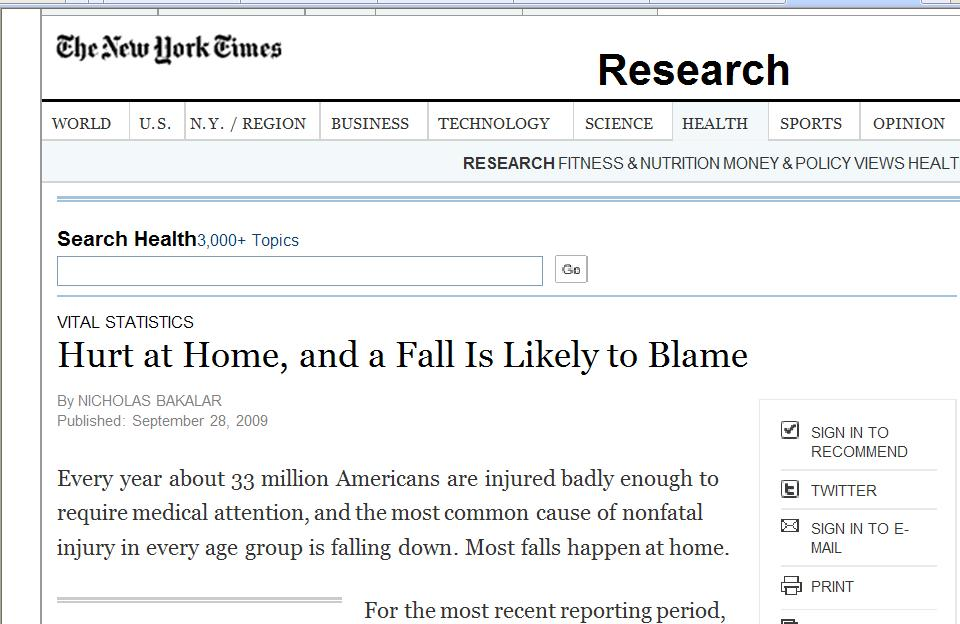 The New York Times
Research
WORLD U.S. N.Y. / REGION BUSINESS TECHNOLOGY SCIENCE HEALTH SPORTS OPINION
RESEARCH FITNESS & NUTRITION MONEY & POLICY VIEWS HEALT
Search Health3,000+ Topics
Go
VITAL STATISTICS
Hurt at Home, and a Fall Is Likely to Blame
By NICHOLAS BAKALAR
Published: September 28, 2009
Every year about 33 million Americans are injured badly enough to
require medical attention, and the most common cause of nonfatal
injury in every age group is falling down. Most falls happen at home.
For the most recent reporting period,
SIGN IN TO
RECOMMEND
TWITTER
SIGN IN TO E-
MAIL
PRINT